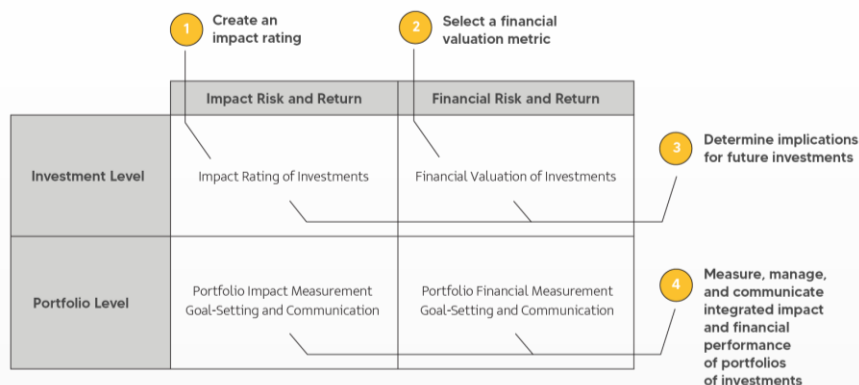 1
Create an
impact rating
2
Select a financial
valuation metric
Impact Risk and Return
Financial Risk and Return
Investment Level
Impact Rating of Investments
Financial Valuation of Investments
3
Determine implications
for future investments
Portfolio Level
Portfolio Impact Measurement
Goal-Setting and Communication
Portfolio Financial Measurement
Goal-Setting and Communication
4
Measure, manage,
and communicate
integrated impact
and financial
performance
of portfolios
of investments